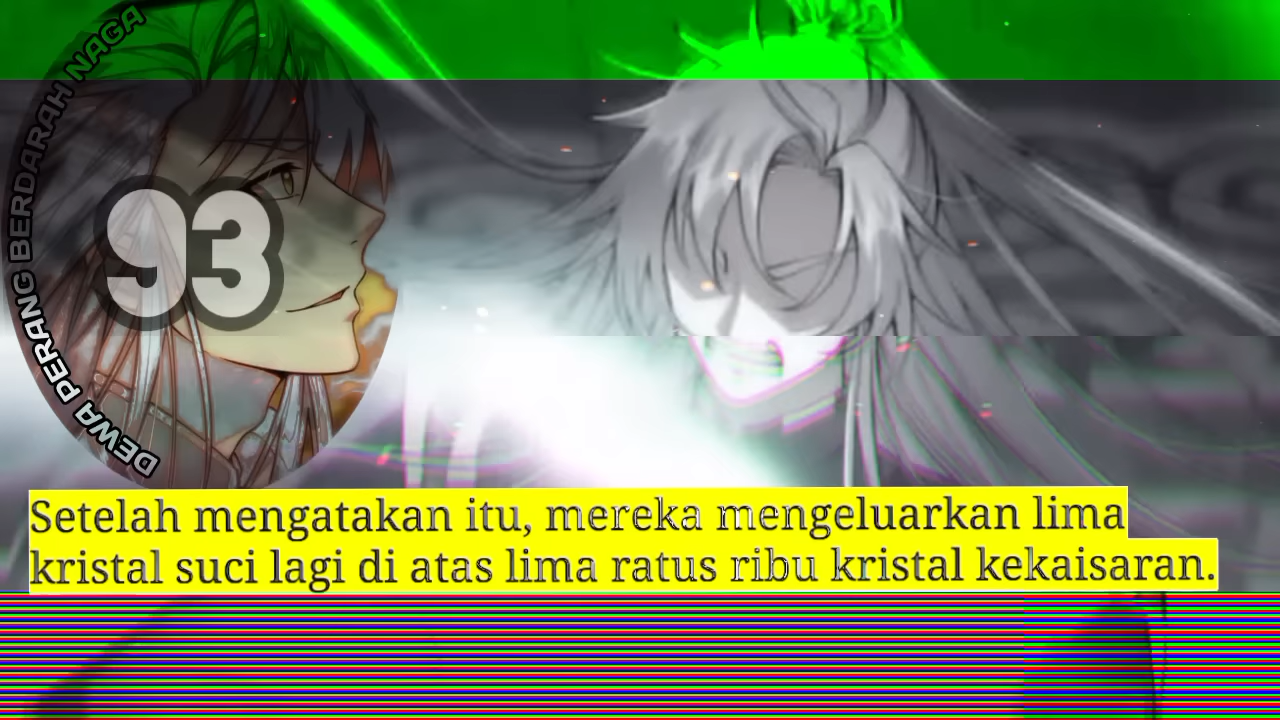 DEWA PERANG BERDARAH NAGA
93
Setelah mengatakan itu, mereka mengeluarkan lima
kristal suci lagi di atas lima ratus ribu kristal kekaisaran.